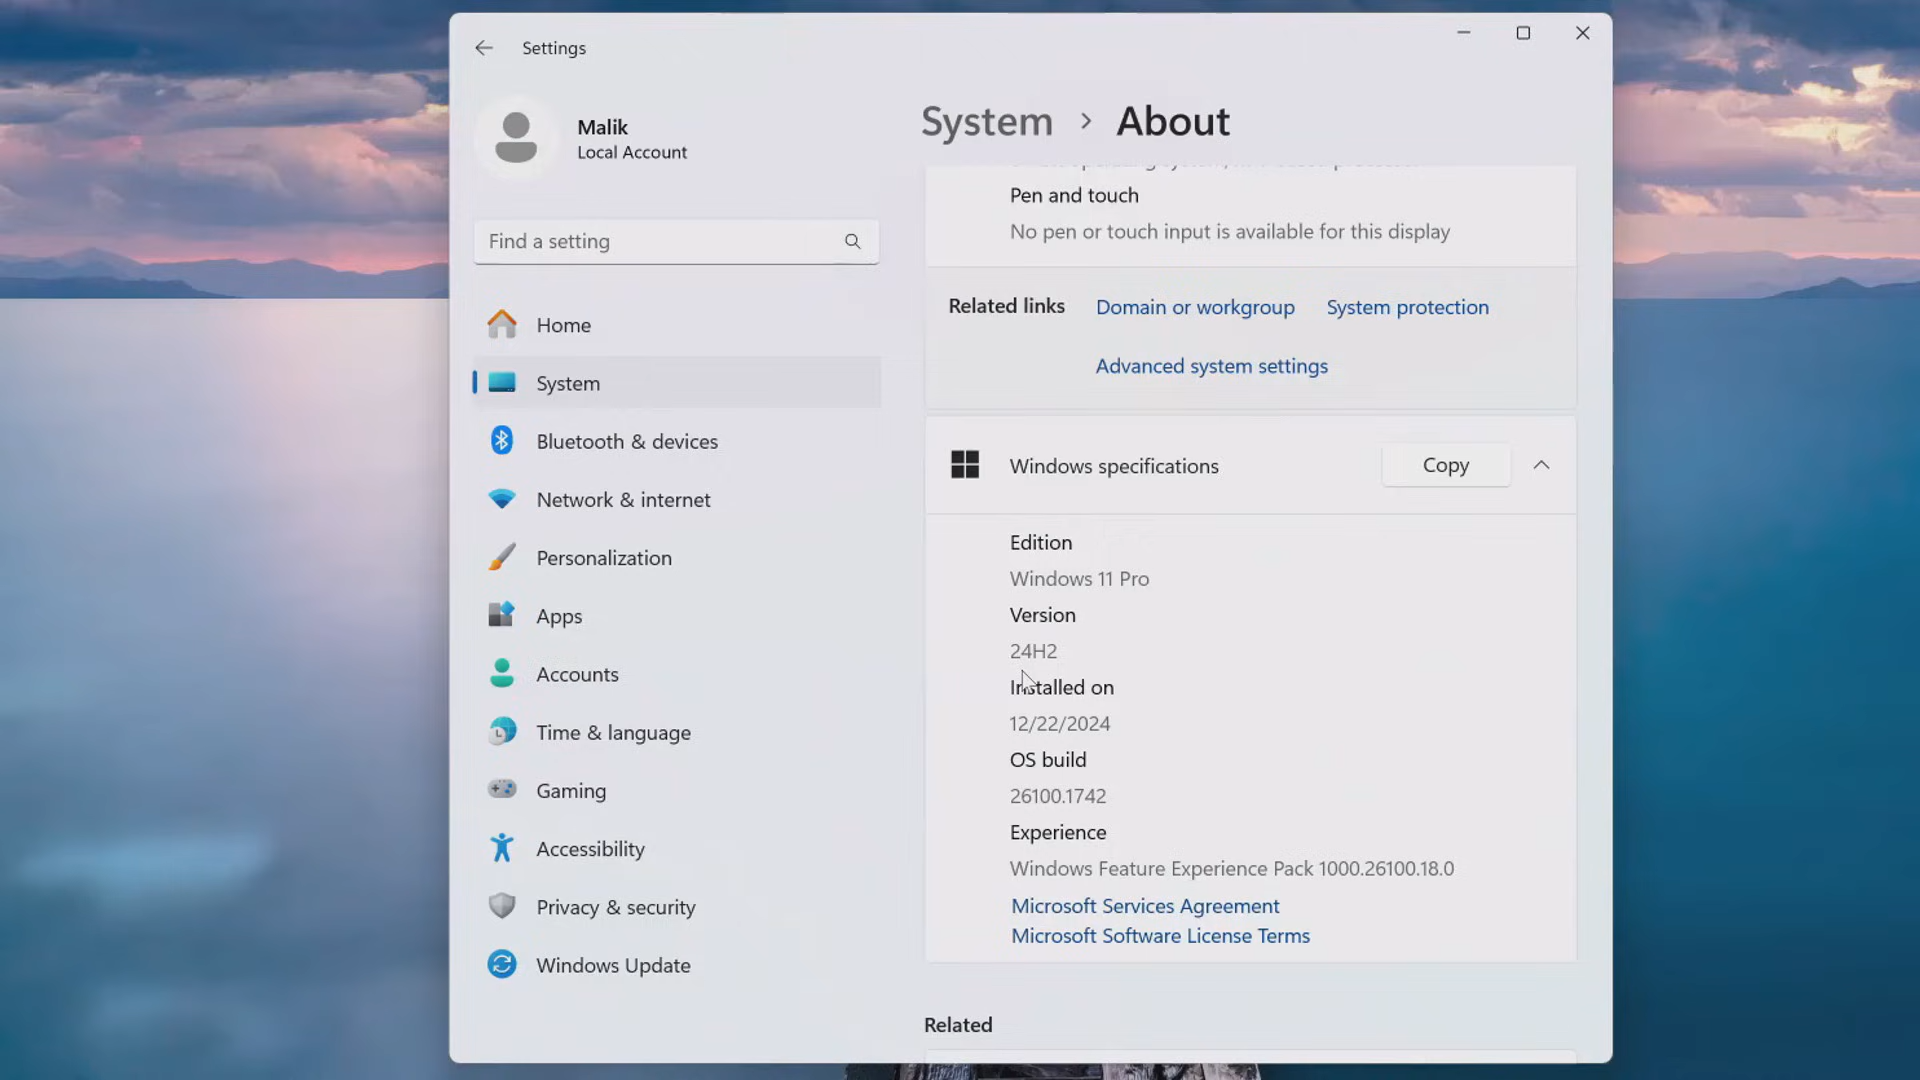 Settings
Malik
Local Account
Find a setting
Home
System
Bluetooth & devices
Network & internet
Personalization
Apps
Accounts
Time & language
Gaming
Accessibility
Privacy & security
Windows Update
System > About
Pen and touch
No pen or touch input is available for this display
Related links Domain or workgroup System protection
Advanced system settings
Windows specifications Copy
Edition
Windows 11 Pro
Version
24H2
Installed on
12/22/2024
OS build
26100.1742
Experience
Windows Feature Experience Pack 1000.26100.18.0
Microsoft Services Agreement
Microsoft Software License Terms
Related